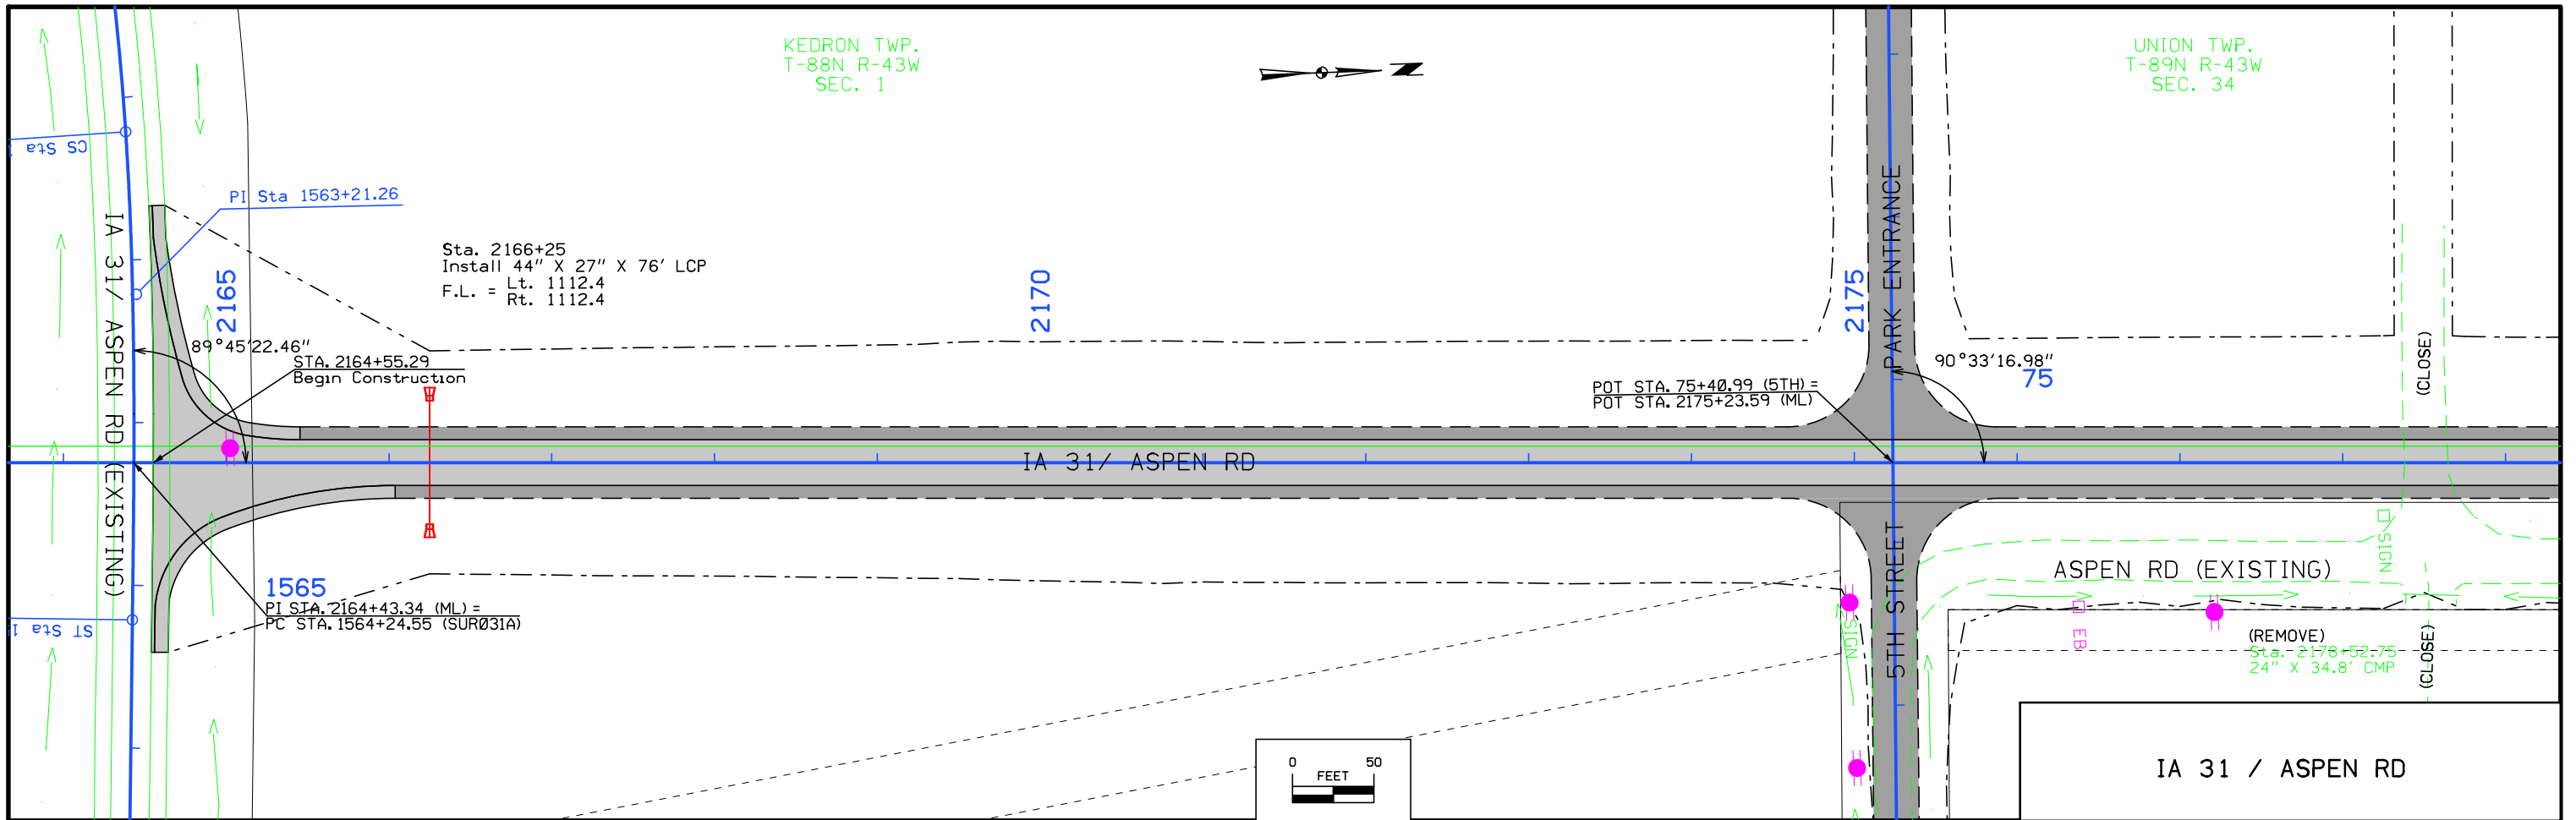 KEDRON TWP.
T-88N R-43W
SEC. 1
N
UNION TWP.
T-89N R-43W
SEC. 34
CS Sta
PI Sta 1563+21.26
IA 31/ ASPEN RD (EXISTING)
2165
Sta. 2166+25
Install 44" X 27" X 76' LCP
F.L. = Lt. 1112.4
Rt. 1112.4
2170
2175
PARK ENTRANCE
89°45'22.46"
STA. 2164+55.29
Begin Construction
POT STA. 75+40.99 (5TH) =
POT STA. 2175+23.59 (ML)
90°33'16.98"
75
(CLOSE)
IA 31/ ASPEN RD
1565
PI STA. 2164+43.34 (ML) =
PC STA. 1564+24.55 (SUR031A)
ST Sta 1
5TH STREET
SIGN
ASPEN RD (EXISTING)
SIGN
EB
(REMOVE)
Sta. 2178+52.75
24" X 34.8' CMP
(CLOSE)
0 50
FEET
IA 31 / ASPEN RD